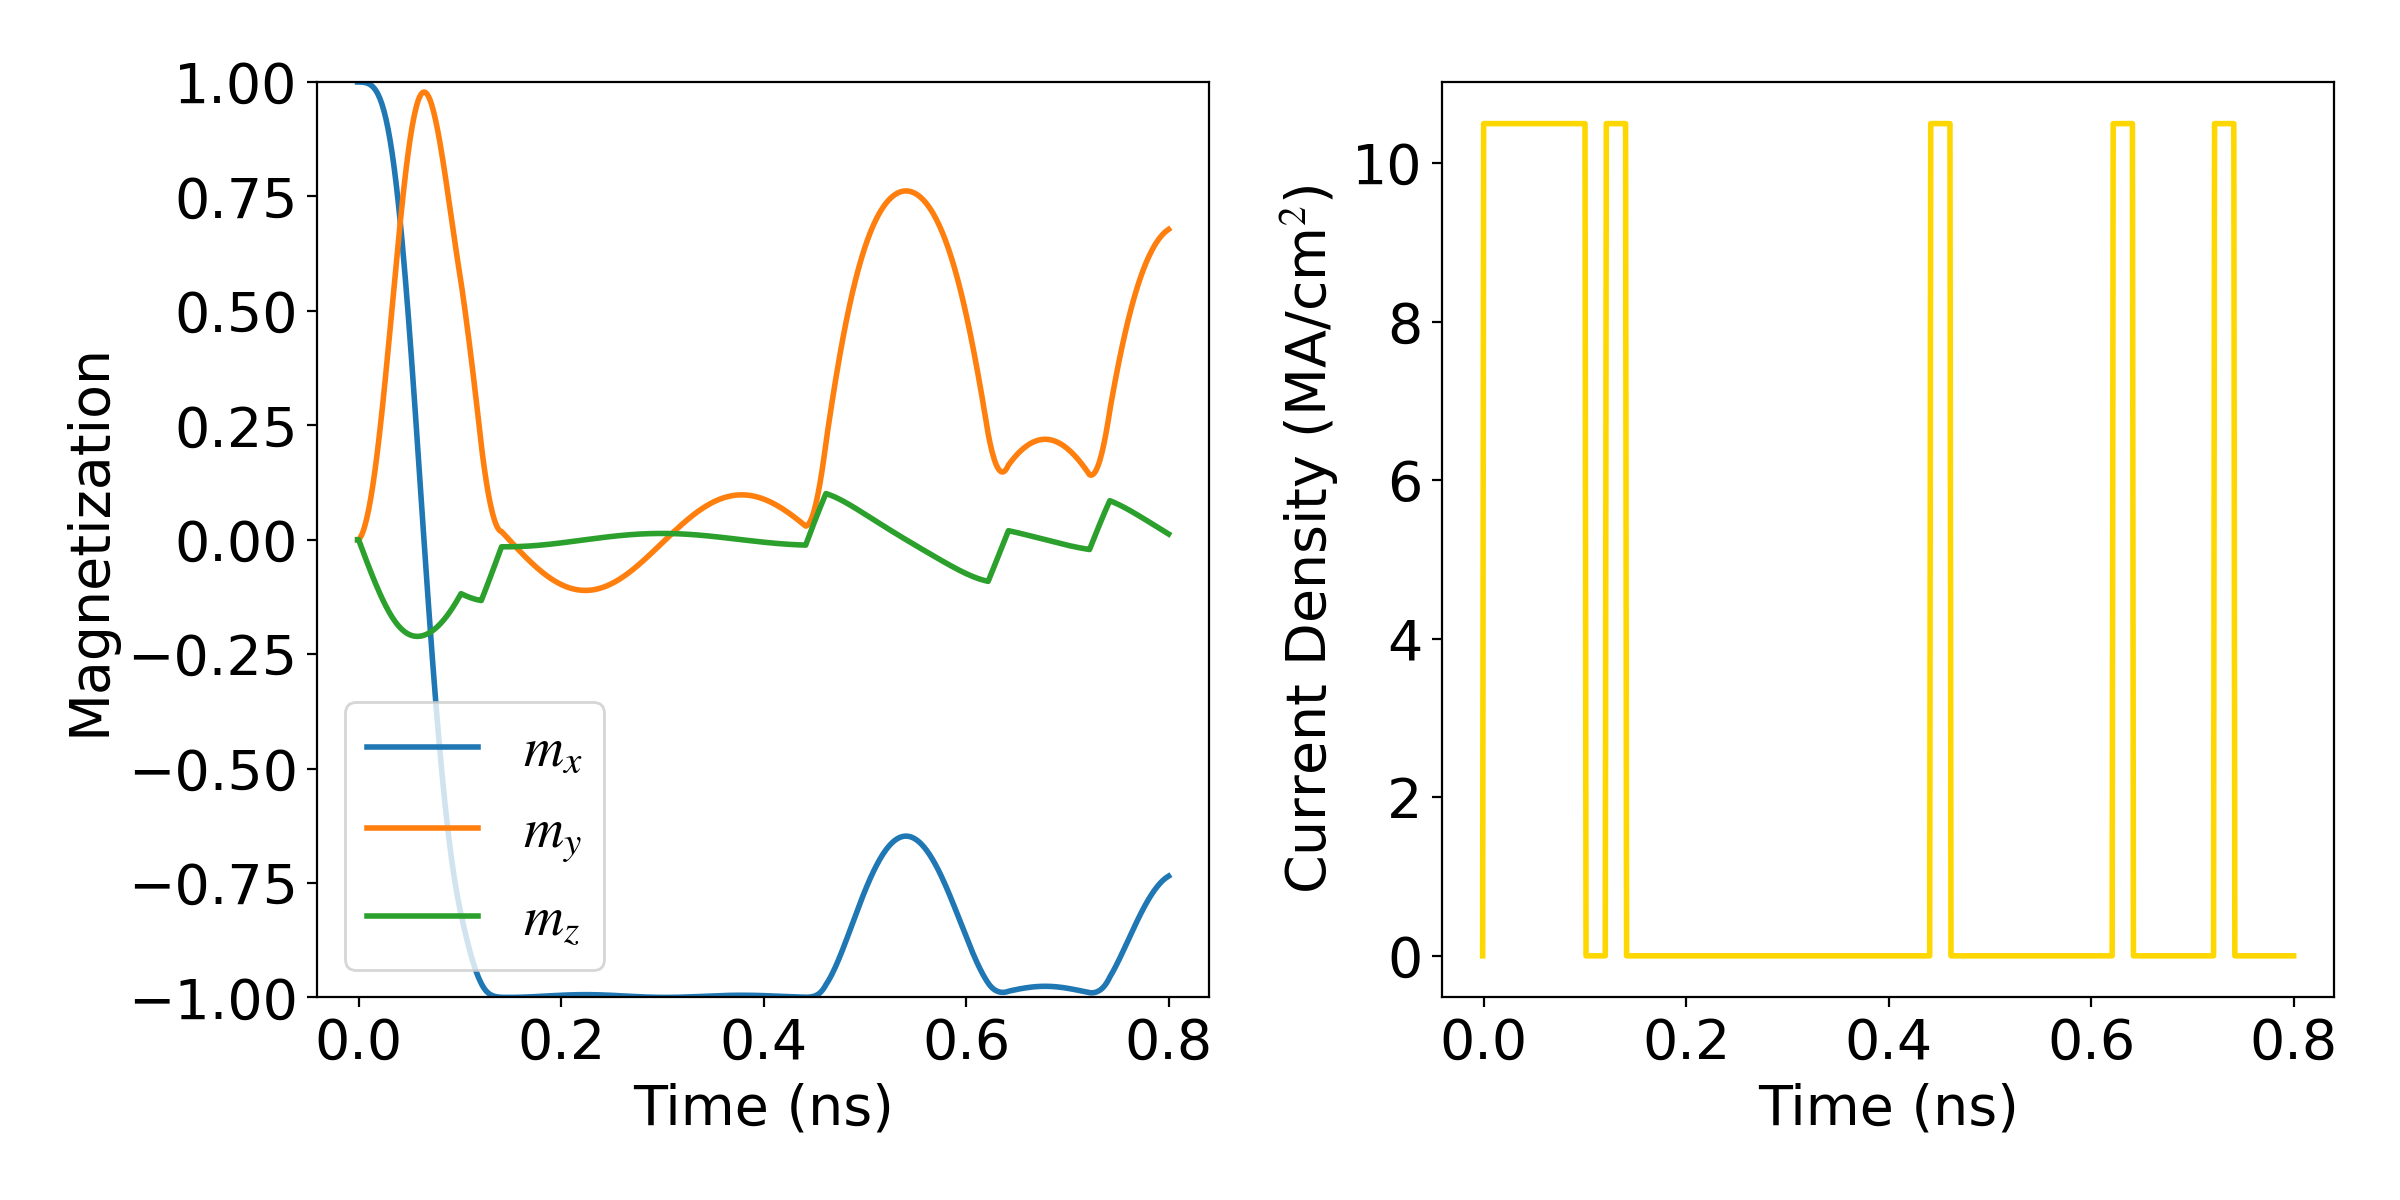 Magnetization
1.00
0.75
0.50
0.25
0.00
−0.25
−0.50
−0.75
−1.00
m_x
m_y
m_z
0.0 0.2 0.4 0.6 0.8
Time (ns)
Current Density (MA/cm²)
10
8
6
4
2
0
0.0 0.2 0.4 0.6 0.8
Time (ns)